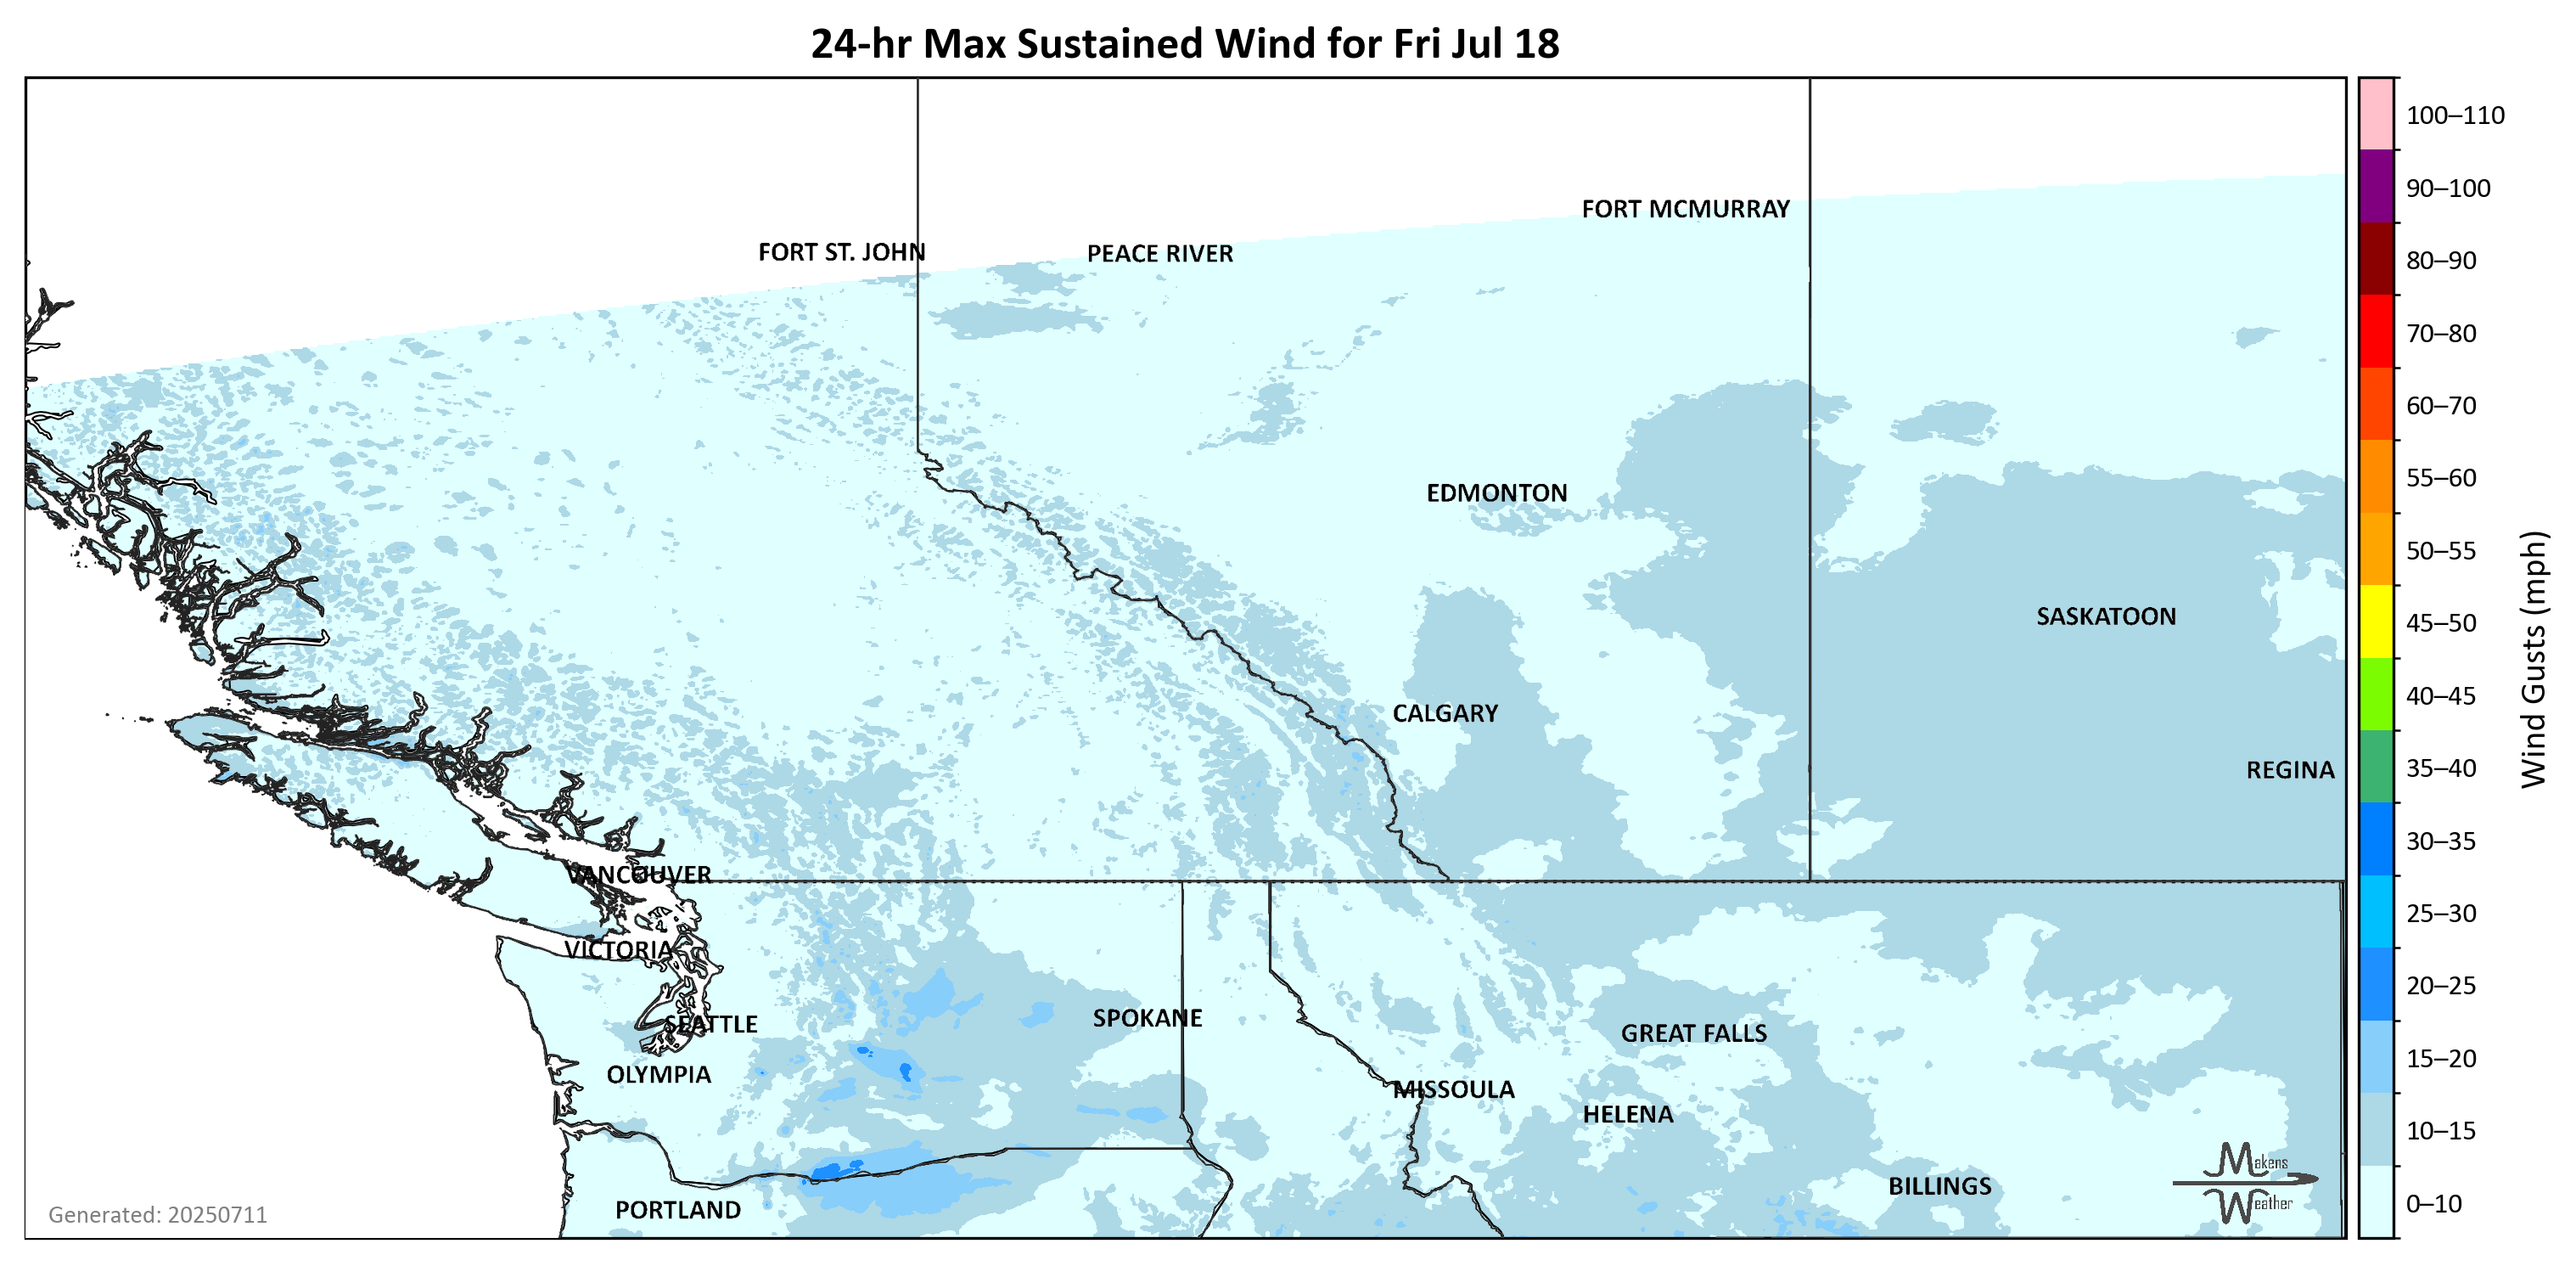 24-hr Max Sustained Wind for Fri Jul 18
100–110
90–100
80–90
70–80
60–70
55–60
50–55
45–50
40–45
35–40
30–35
25–30
20–25
15–20
10–15
0–10
Wind Gusts (mph)
FORT MCMURRAY
FORT ST. JOHN
PEACE RIVER
EDMONTON
SASKATOON
CALGARY
REGINA
VANCOUVER
VICTORIA
SPOKANE
SEATTLE
GREAT FALLS
OLYMPIA
MISSOULA
HELENA
BILLINGS
PORTLAND
Makens
Weather
Generated: 20250711